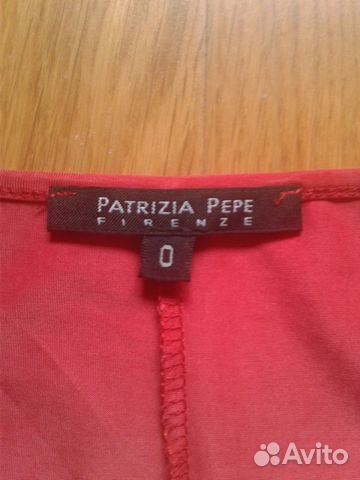 PATRIZIA PEPE
FIRENZE
0
Avito